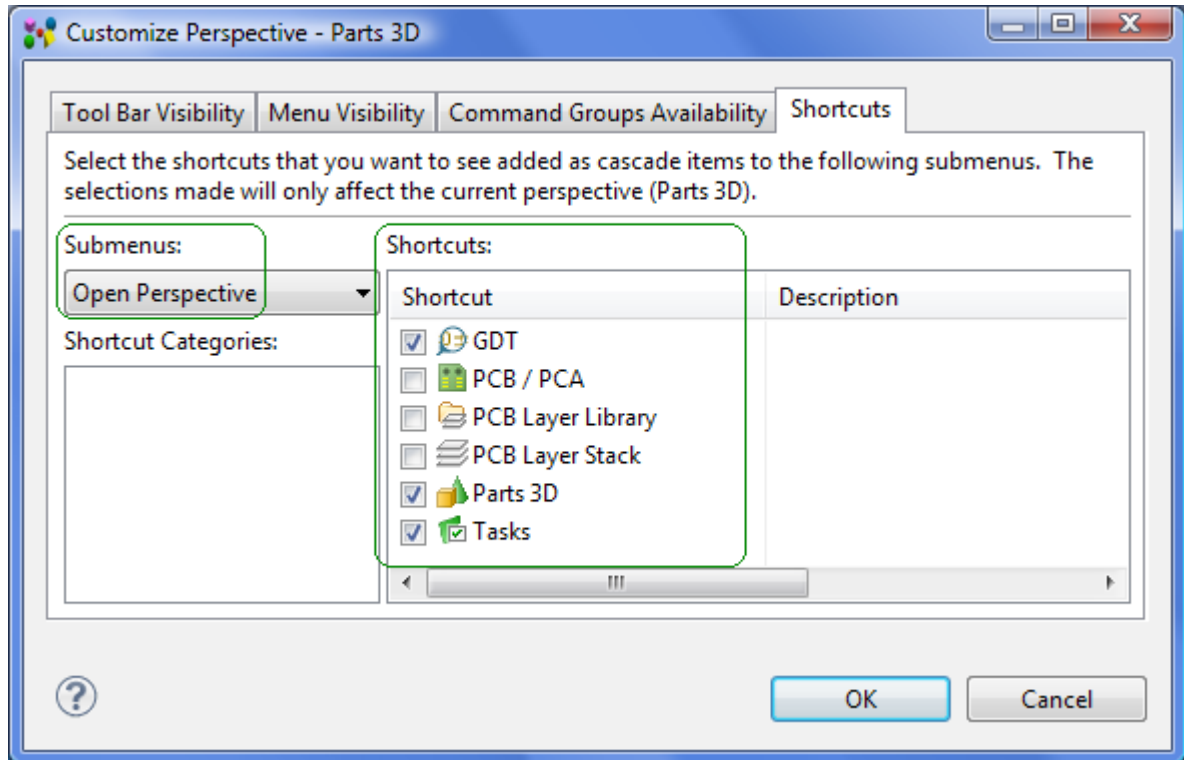 Customize Perspective - Parts 3D
Tool Bar Visibility Menu Visibility Command Groups Availability Shortcuts
Select the shortcuts that you want to see added as cascade items to the following submenus. The
selections made will only affect the current perspective (Parts 3D).
Submenus: Shortcuts:
Open Perspective Shortcut Description
Shortcut Categories:
GDT
PCB / PCA
PCB Layer Library
PCB Layer Stack
Parts 3D
Tasks
OK Cancel